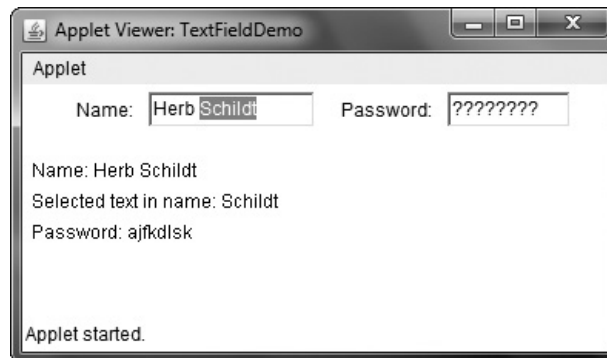 Applet Viewer: TextFieldDemo
Applet
Name: Herb Schildt Password: ????????
Name: Herb Schildt
Selected text in name: Schildt
Password: ajfkdlsk
Applet started.